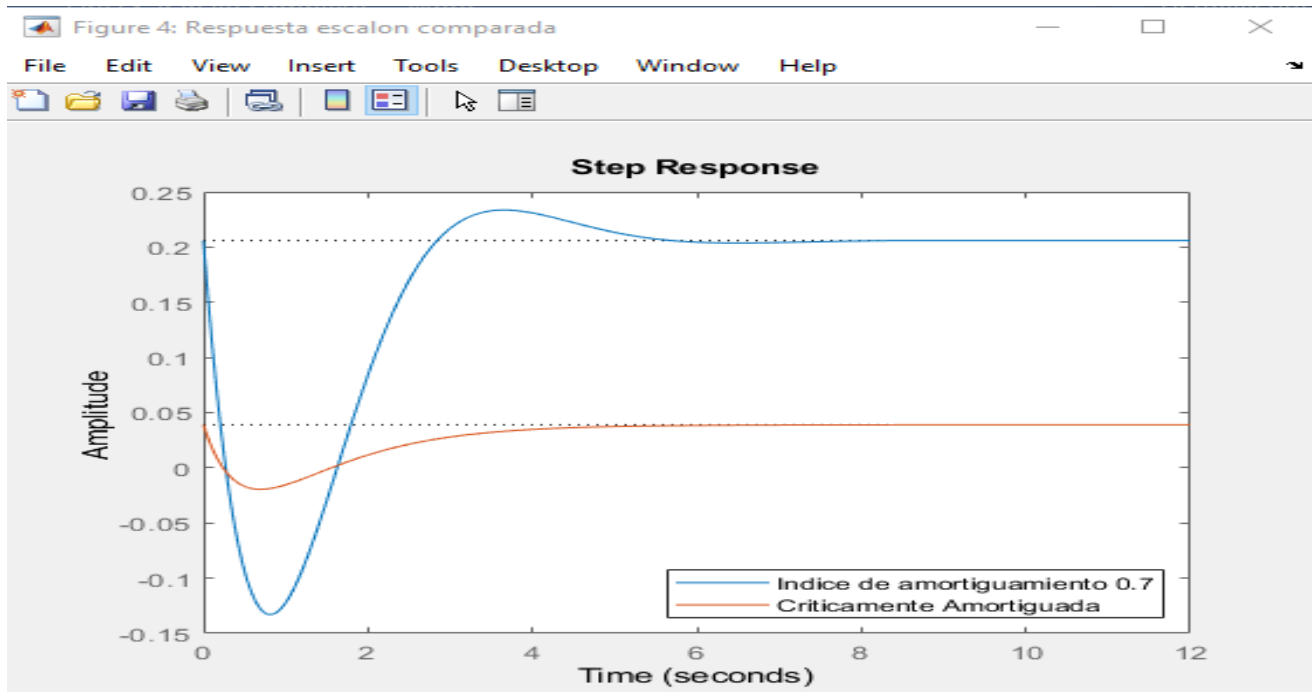 Figure 4: Respuesta escalon comparada
File Edit View Insert Tools Desktop Window Help
Step Response
0.25
0.2
0.15
0.1
0.05
0
-0.05
-0.1
-0.15
Amplitude
Indice de amortiguamiento 0.7
Criticamente Amortiguada
0 2 4 6 8 10 12
Time (seconds)